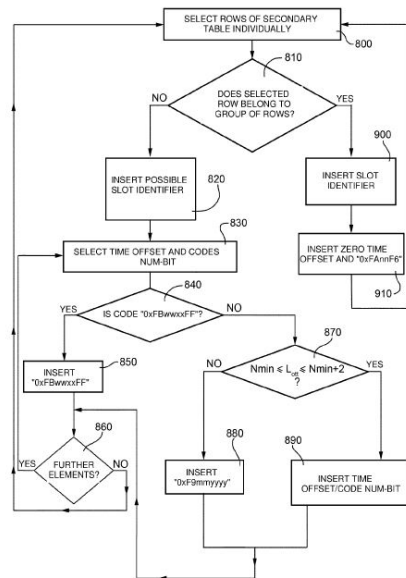 SELECT ROWS OF SECONDARY
TABLE INDIVIDUALLY
800
810
DOES SELECTED
ROW BELONG TO
GROUP OF ROWS?
NO
YES
900
INSERT POSSIBLE
SLOT IDENTIFIER
820
INSERT SLOT
IDENTIFIER
830
SELECT TIME OFFSET AND CODES
NUM-BIT
INSERT ZERO TIME
OFFSET AND "0xFAnnF6"
910
840
IS CODE "0xFBwwxxFF"?
YES
NO
850
INSERT
"0xFBwwxxFF"
870
Nmin ≤ Loff ≤ Nmin+2
?
NO
YES
860
FURTHER
ELEMENTS?
YES
NO
880
INSERT
"0xF9mmyyyy"
890
INSERT TIME
OFFSET/CODE NUM-BIT